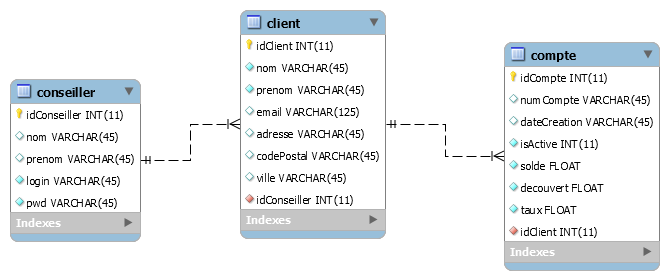 conseiller
idConseiller INT(11)
nom VARCHAR(45)
prenom VARCHAR(45)
login VARCHAR(45)
pwd VARCHAR(45)
Indexes
client
idClient INT(11)
nom VARCHAR(45)
prenom VARCHAR(45)
email VARCHAR(125)
adresse VARCHAR(45)
codePostal VARCHAR(45)
ville VARCHAR(45)
idConseiller INT(11)
Indexes
compte
idCompte INT(11)
numCompte VARCHAR(45)
dateCreation VARCHAR(45)
isActive INT(11)
solde FLOAT
decouvert FLOAT
taux FLOAT
idClient INT(11)
Indexes